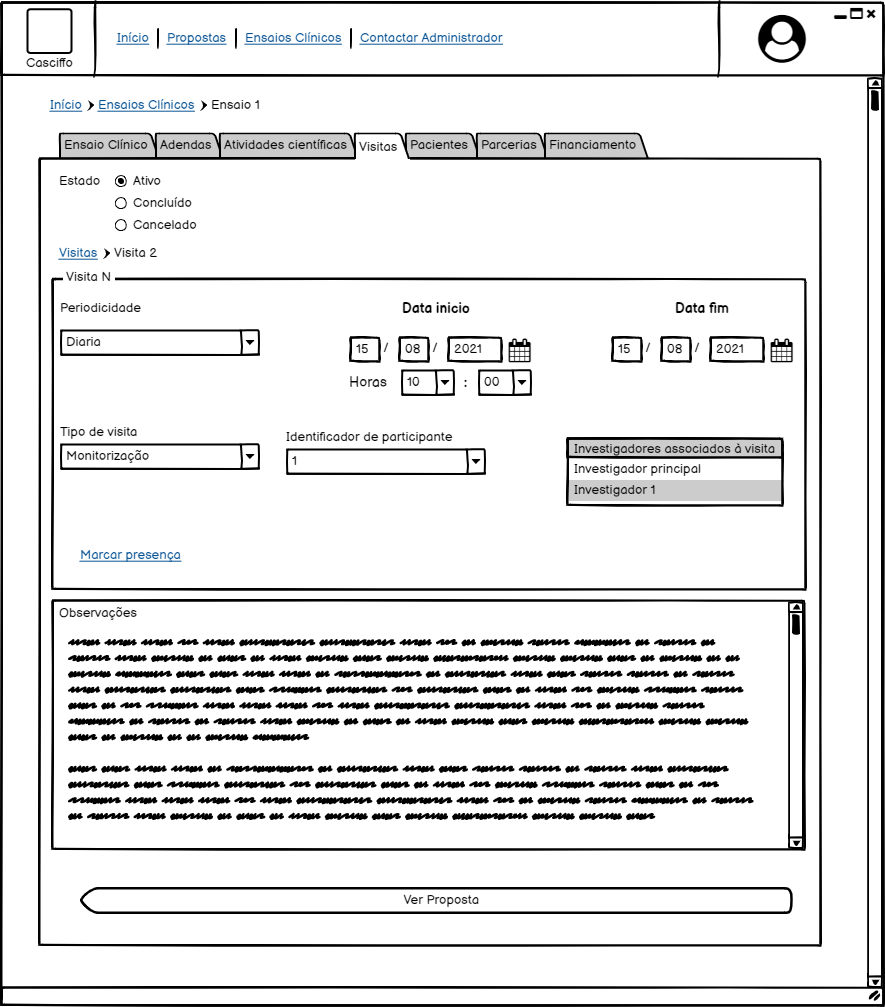 Casciffo
Início Propostas Ensaios Clínicos Contactar Administrador
Início Ensaios Clínicos Ensaio 1
Ensaio Clínico Adendas Atividades científicas Visitas Pacientes Parcerias Financiamento
Estado Ativo
Concluído
Cancelado
Visitas Visita 2
Visita N
Periodicidade Data inicio Data fim
Diaria 15 / 08 / 2021 15 / 08 / 2021
Horas 10 : 00
Tipo de visita Identificador de participante
Monitorização 1 Investigadores associados à visita
Investigador principal
Investigador 1
Marcar presença
Observações
Ver Proposta